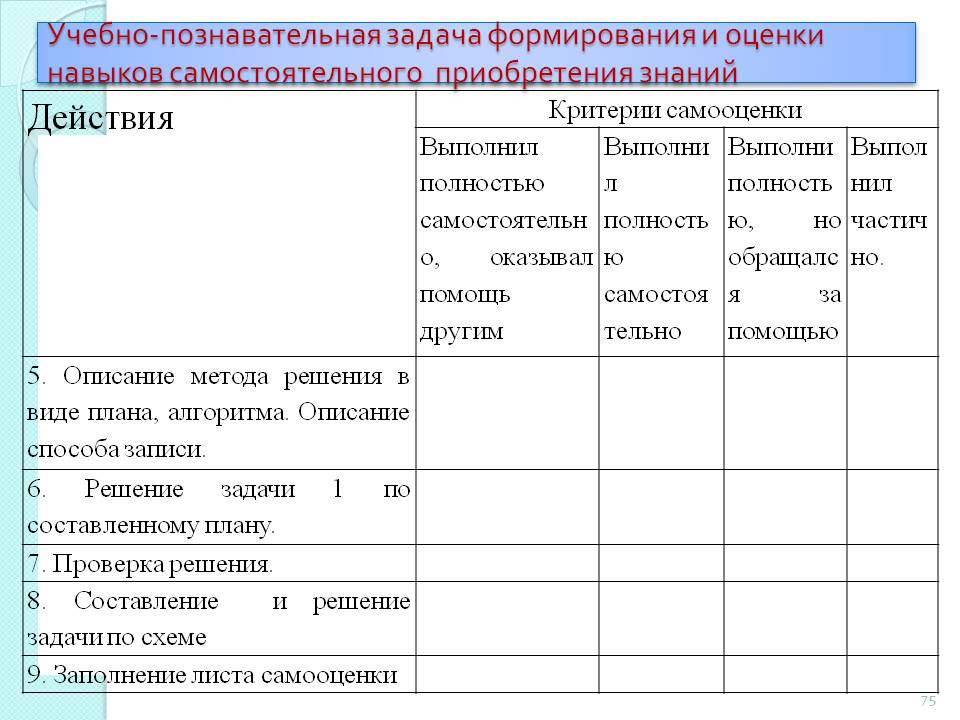 Учебно-познавательная задача формирования и оценки
навыков самостоятельного приобретения знаний
Действия
Критерии самооценки
Выполнил
полностью
самостоятельн
о, оказывал
помощь
другим
Выполни
л
полность
ю
самостоя
тельно
Выполни
полность
ю, но
обращалс
я за
помощью
Выпол
нил
частич
но.
5. Описание метода решения в
виде плана, алгоритма. Описание
способа записи.
6. Решение задачи 1 по
составленному плану.
7. Проверка решения.
8. Составление и решение
задачи по схеме
9. Заполнение листа самооценки
75